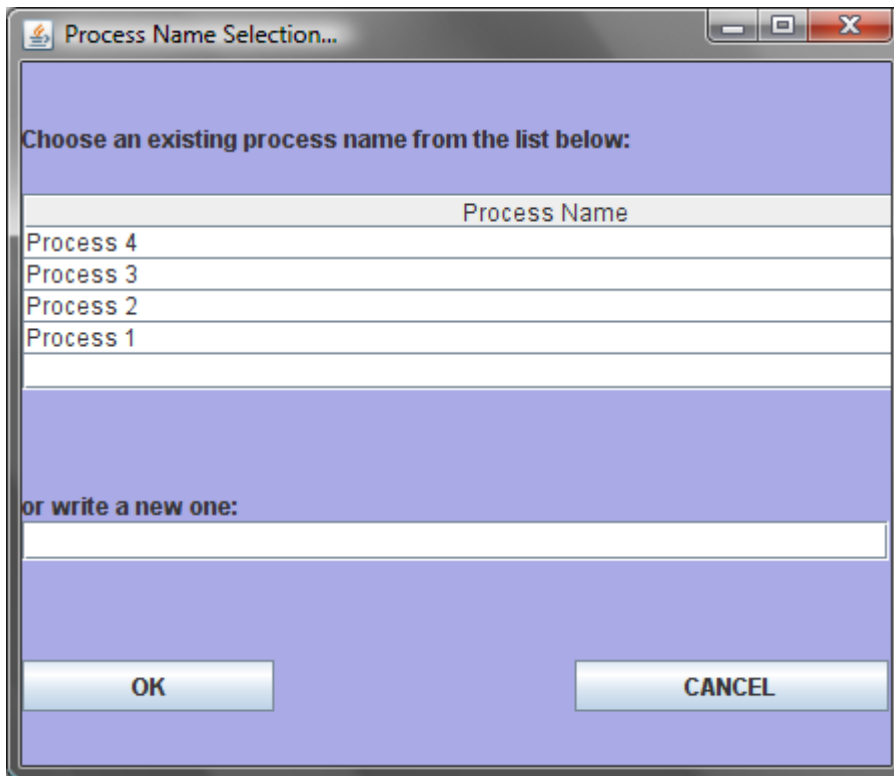 Process Name Selection...
Choose an existing process name from the list below:
Process Name
Process 4
Process 3
Process 2
Process 1
or write a new one:
OK CANCEL